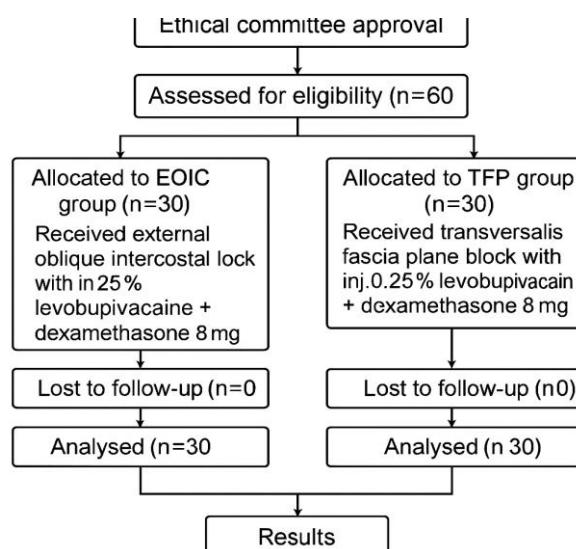 Ethical committee approval
Assessed for eligibility (n=60
Allocated to EOIC
group (n=30)
Received external
oblique intercostal lock
with in 25%
levobupivacaine +
dexamethasone 8 mg
Allocated to TFP group
(n=30)
Received transversalis
fascia plane block with
inj.0.25% levobupivacain
+ dexamethasone 8 mg
Lost to follow-up (n=0
Lost to follow-up (n0)
Analysed (n=30
Analysed (n 30)
Results